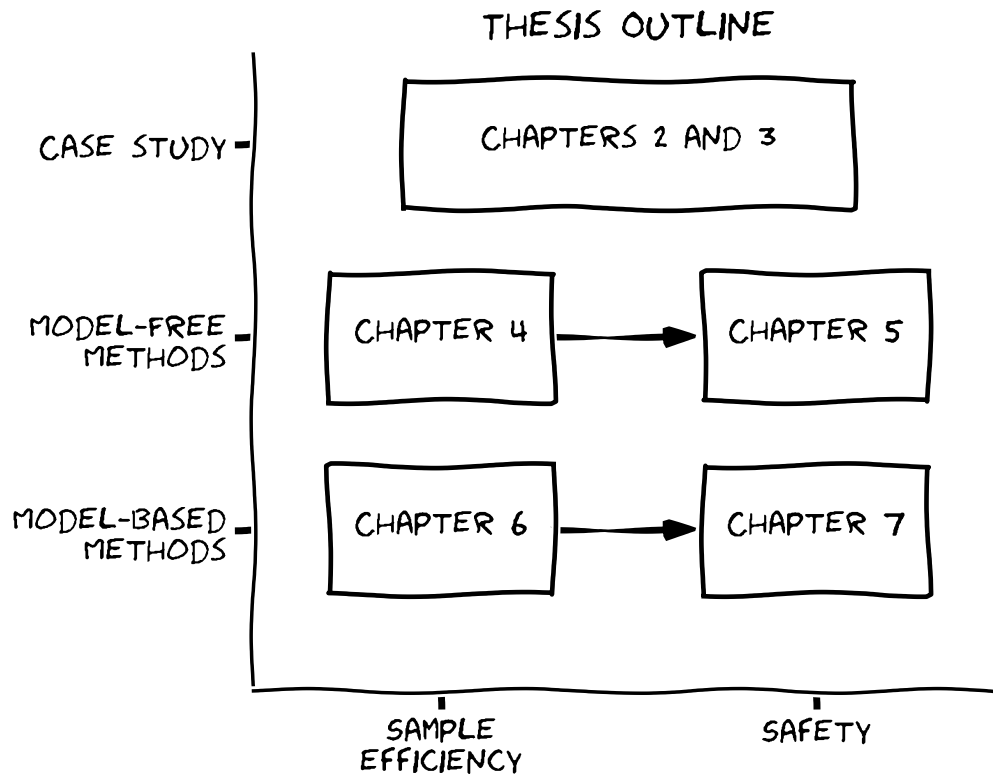 THESIS OUTLINE
CASE STUDY
CHAPTERS 2 AND 3
MODEL-FREE
METHODS
CHAPTER 4
CHAPTER 5
MODEL-BASED
METHODS
CHAPTER 6
CHAPTER 7
SAMPLE
EFFICIENCY
SAFETY